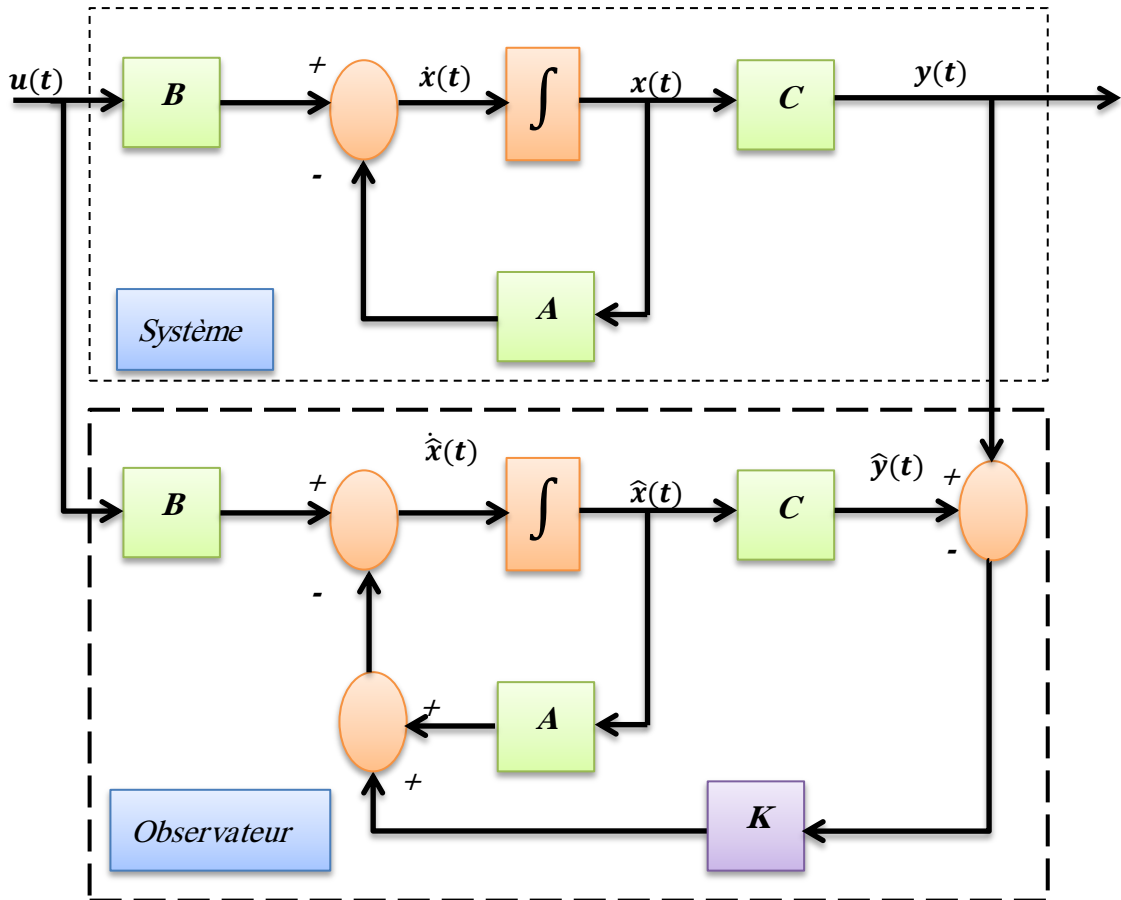 u(t)
B
+
-
ẋ(t)
∫
x(t)
C
y(t)
A
Système
B
+
-
x̂̇(t)
∫
x̂(t)
C
ŷ(t)
+
-
A
+
+
K
Observateur